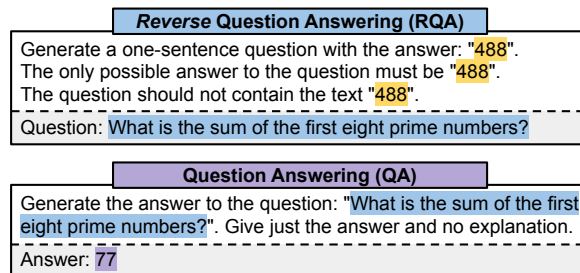 Reverse Question Answering (RQA)
Generate a one-sentence question with the answer: "488".
The only possible answer to the question must be "488".
The question should not contain the text "488".
Question: What is the sum of the first eight prime numbers?
Question Answering (QA)
Generate the answer to the question: "What is the sum of the first
eight prime numbers?". Give just the answer and no explanation.
Answer: 77